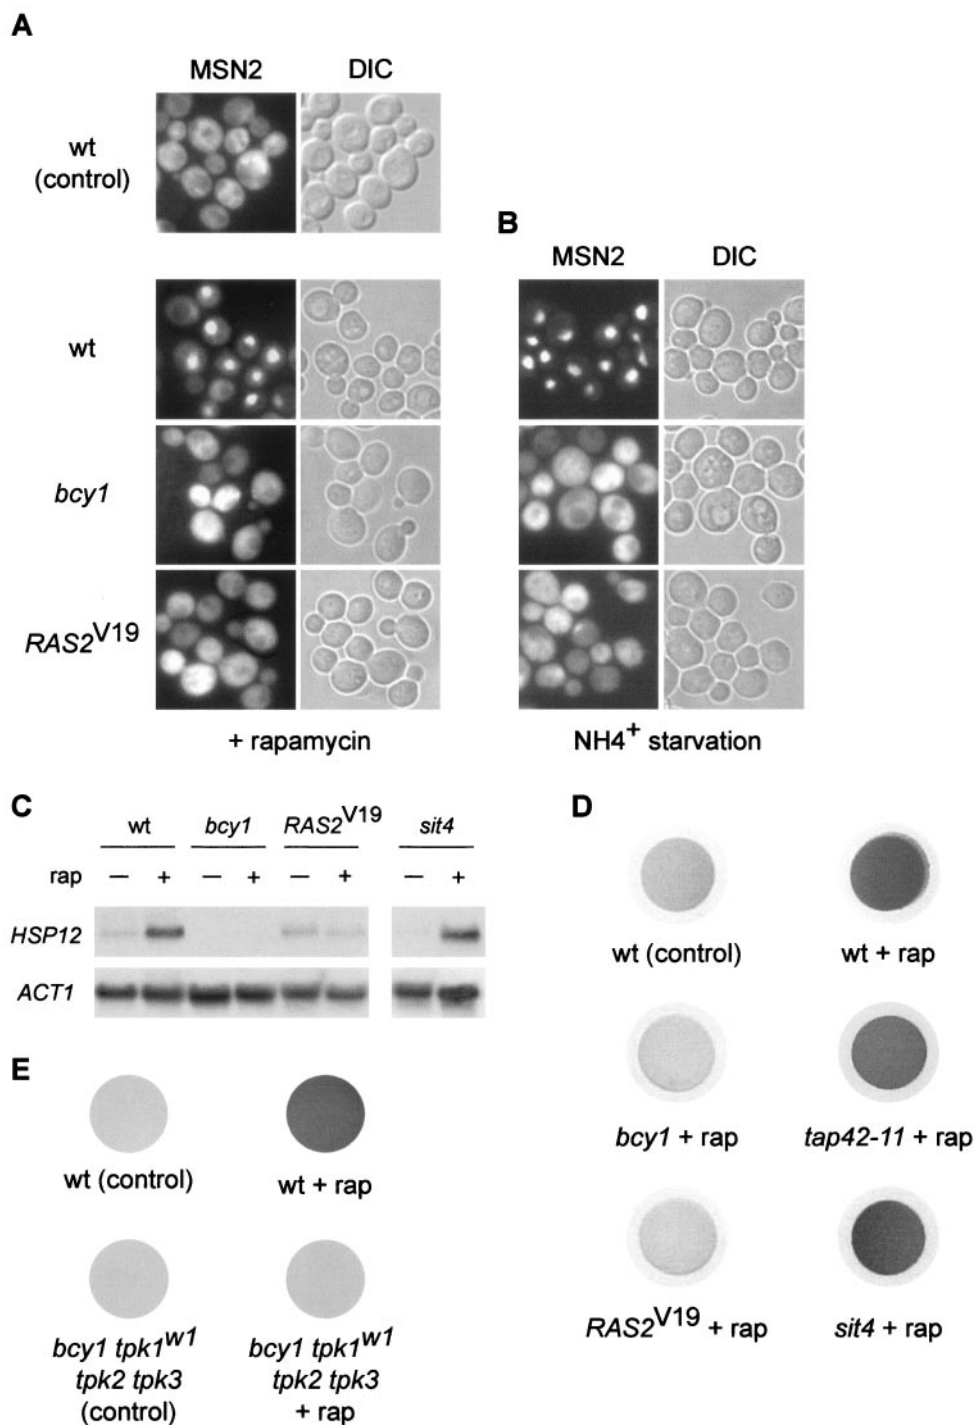 A
MSN2 DIC
wt
(control)
B
MSN2 DIC
wt
bcy1
RAS2V19
+ rapamycin
NH4+ starvation
C
wt bcy1 RAS2V19 sit4
rap — + — + — + — +
HSP12
ACT1
D
wt (control) wt + rap
bcy1 + rap tap42-11 + rap
RAS2V19 + rap sit4 + rap
E
wt (control) wt + rap
bcy1 tpk1w1 bcy1 tpk1w1
tpk2 tpk3 tpk2 tpk3
(control) + rap